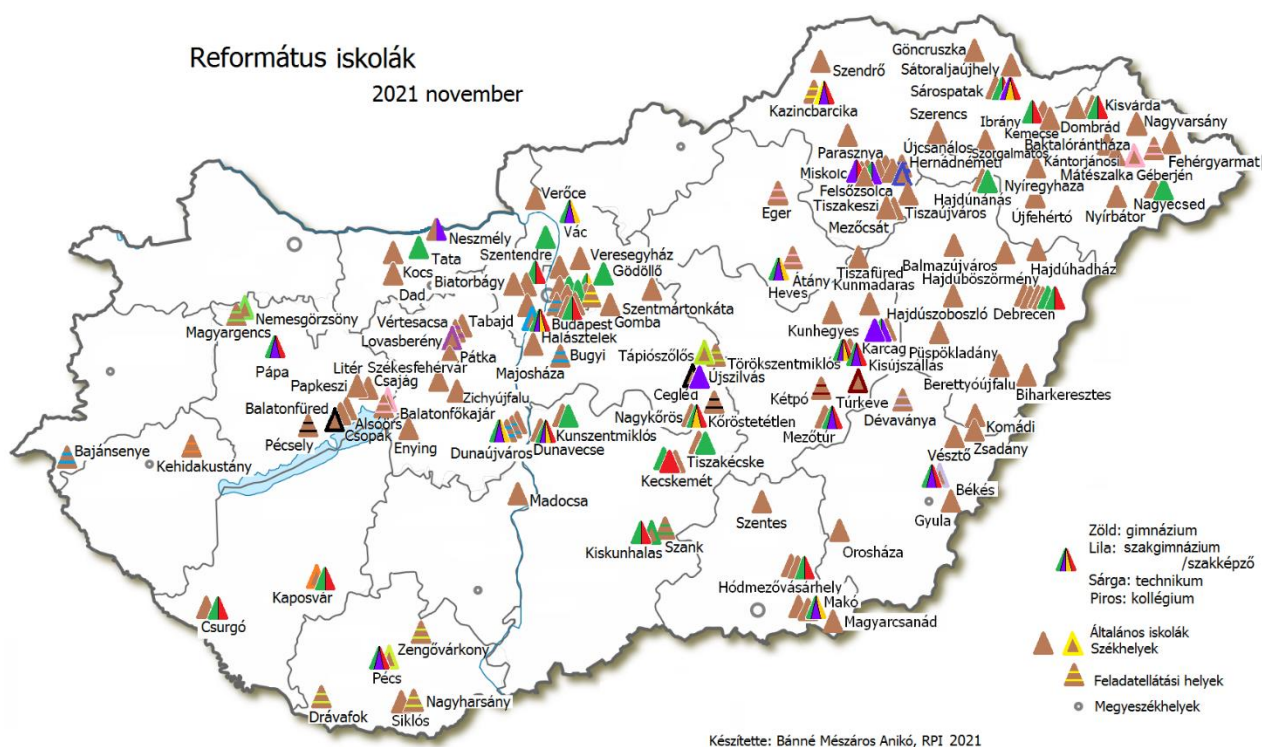 Református iskolák
2021 november
Göncruszka
Szendrő
Sátoraljaújhely
Sárospatak
Kazincbarcika
Szerencs
Ibrány
Kemecse
Kisvárda
Dombrád
Nagyvarsány
Parasznya
Újcsanálos
Szorgalmatos
Baktalórántháza
Hernádnémeti
Kántorjánosi
Fehérgyarmat
Miskolc
Mátészalka
Géberjén
Felsőzsolca
Hajdúnánás
Nyíregyhaza
Verőce
Eger
Tiszakeszi
Tiszaújváros
Újfehértó
Nyírbátor
Nagyecsed
Vác
Mezőcsát
Neszmély
Tata
Szentendre
Veresegyház
Gödöllő
Balmazújváros
Hajdúböszörmény
Hajdúhadház
Kocs
Átány
Heves
Tiszafüred
Kunmadaras
Dad
Biatorbágy
Szentmártonkáta
Gomba
Hajdúszoboszló
Debrecen
Nemesgörzsöny
Magyargencs
Vértesacsa
Tabajd
Budapest
Halásztelek
Kunhegyes
Lovasberény
Karcag
Püspökladány
Pátka
Bugyi
Tápiószőlős
Törökszentmiklós
Kisújszállás
Pápa
Litér
Székesfehérvár
Majosháza
Újszilvás
Berettyóújfalu
Papkeszi
Csajág
Zichyújfalu
Cegléd
Kétpó
Túrkeve
Biharkeresztes
Balatonfüred
Balatonfőkajár
Nagykőrös
Kőröstetétlen
Dévaványa
Alsóörs
Csopak
Pécsely
Enying
Kunszentmiklós
Mezőtúr
Komádi
Zsadány
Bajánsenye
Kehidakustány
Dunaújváros
Dunavecse
Tiszakécske
Vésztő
Kecskemét
Békés
Madocsa
Szentes
Gyula
Kiskunhalas
Szank
Orosháza
Zöld: gimnázium
Lila: szakgimnázium
/szakképző
Sárga: technikum
Piros: kollégium
Kaposvár
Hódmezővásárhely
Csurgó
Makó
Magyarcsanád
Általános iskolák
Székhelyek
Zengővárkony
Pécs
Feladatellátási helyek
Nagyharsány
Drávafok
Siklós
Megyeszékhelyek
Készítette: Bánné Mészáros Anikó, RPI 2021